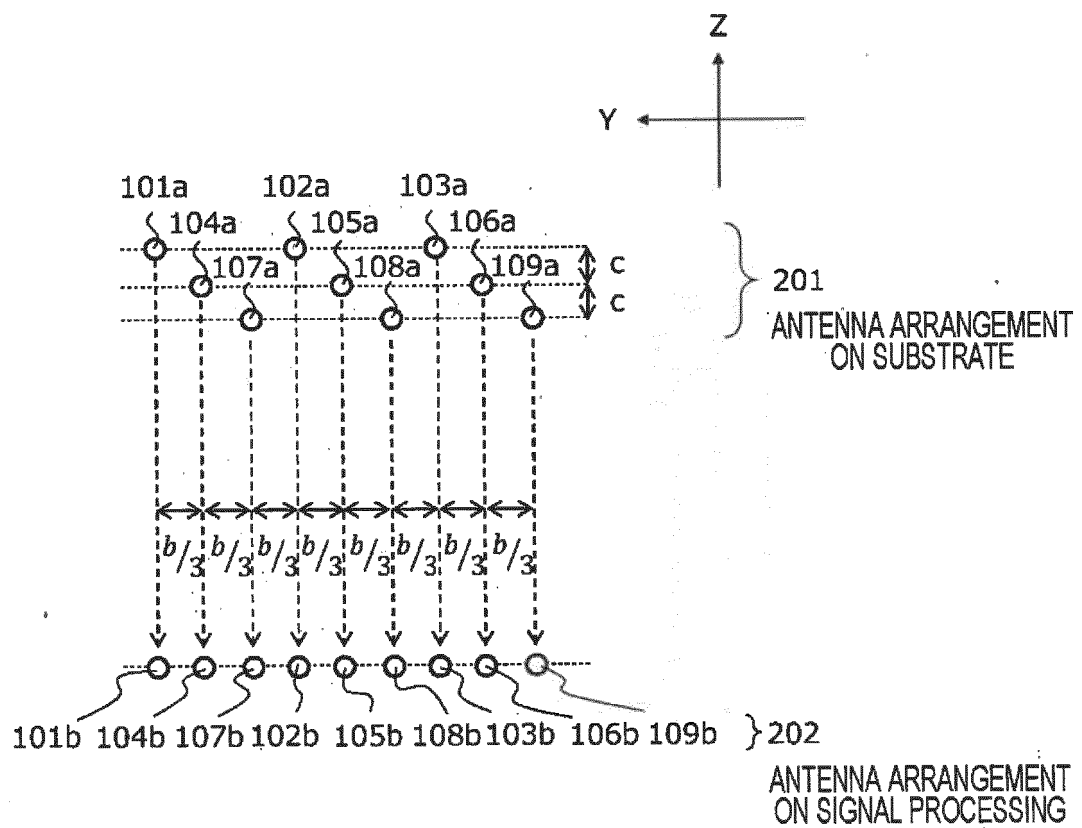 Z
Y
101a 102a 103a
104a 105a 106a
107a 108a 109a
c
c
201
ANTENNA ARRANGEMENT
ON SUBSTRATE
b/3 b/3 b/3 b/3 b/3 b/3 b/3 b/3
101b 104b 107b 102b 105b 108b 103b 106b 109b
202
ANTENNA ARRANGEMENT
ON SIGNAL PROCESSING